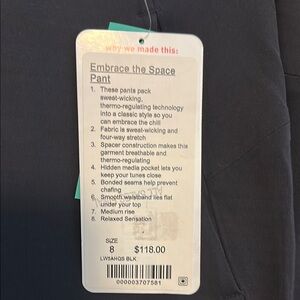 why we made this:
Embrace the Space
Pant
1. These pants pack
sweat-wicking,
thermo-regulating technology
into a classic style so you
can embrace the chill
2. Fabric is sweat-wicking and
four-way stretch
3. Spacer construction makes this
garment breathable and
thermo-regulating
4. Hidden media pocket lets you
keep your tunes close
5. Bonded seams help prevent
chafing
6. Smooth waistband lies flat
under your top
7. Medium rise
8. Relaxed Sensation
SIZE
8 $118.00
LW5AHQS BLK
000003707581